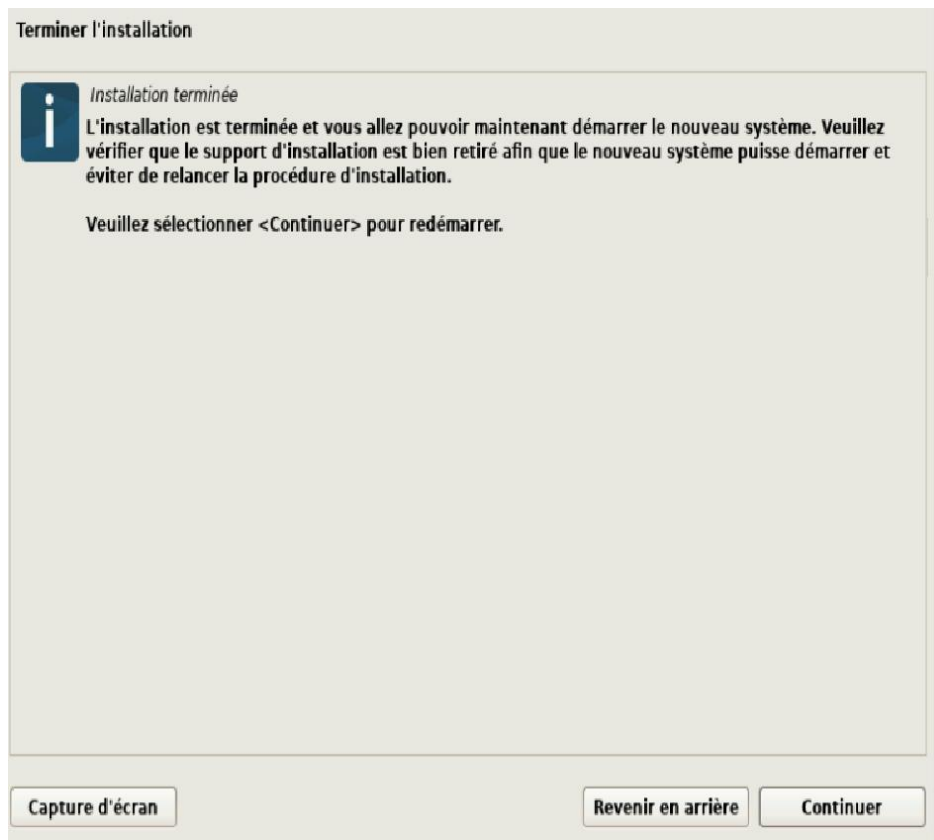 Terminer l'installation
Installation terminée
L'installation est terminée et vous allez pouvoir maintenant démarrer le nouveau système. Veuillez
vérifier que le support d'installation est bien retiré afin que le nouveau système puisse démarrer et
éviter de relancer la procédure d'installation.
Veuillez sélectionner <Continuer> pour redémarrer.
Capture d'écran
Revenir en arrière
Continuer